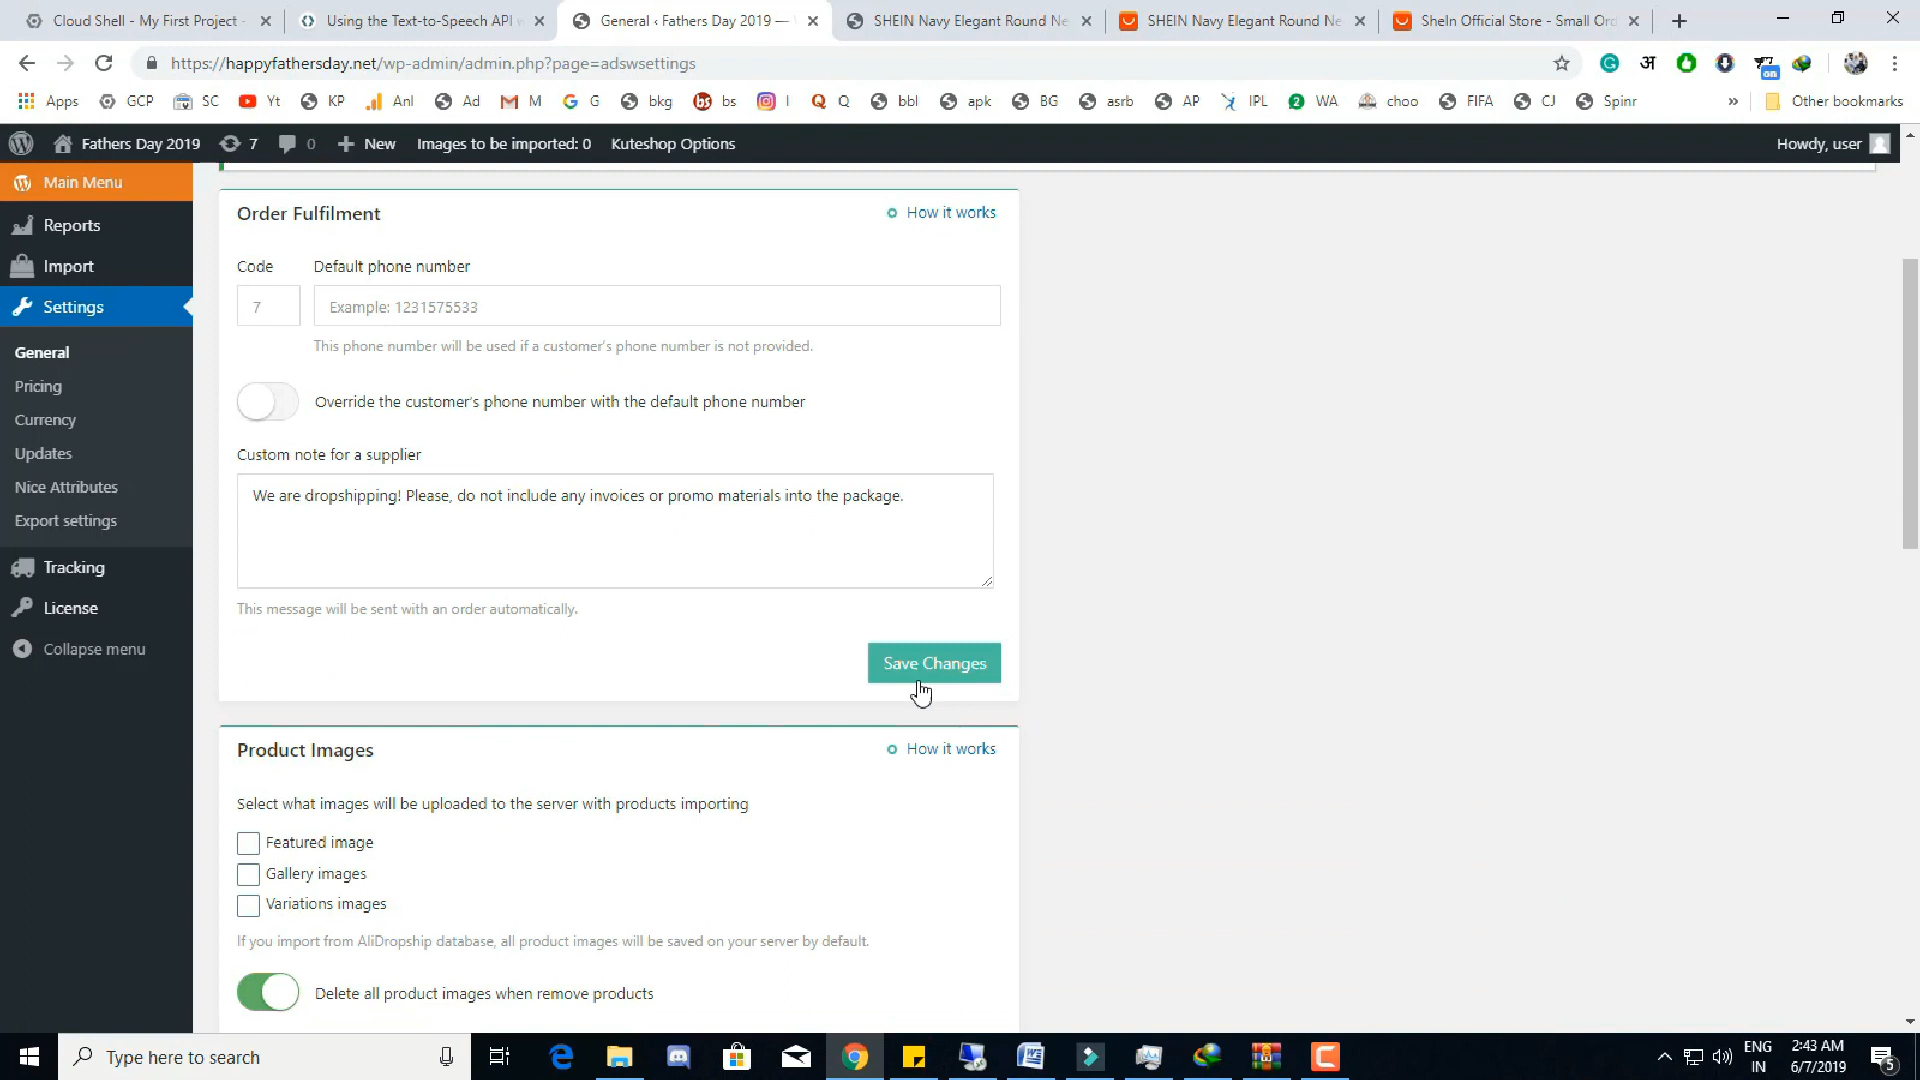 Cloud Shell - My First Project -
Using the Text-to-Speech API w
General ‹ Fathers Day 2019 —
SHEIN Navy Elegant Round Ne
SHEIN Navy Elegant Round Ne
SheIn Official Store - Small Ord
https://happyfathersday.net/wp-admin/admin.php?page=adswsettings
अ
on
Apps GCP SC Yt KP Anl Ad M G bkg bs I Q bbl apk BG asrb AP IPL WA choo FIFA CJ Spinr » Other bookmarks
Fathers Day 2019 7 0 New Images to be imported: 0 Kuteshop Options Howdy, user
Main Menu
Reports
Import
Settings
General
Pricing
Currency
Updates
Nice Attributes
Export settings
Tracking
License
Collapse menu
Order Fulfilment
How it works
Code Default phone number
7 Example: 1231575533
This phone number will be used if a customer's phone number is not provided.
Override the customer's phone number with the default phone number
Custom note for a supplier
We are dropshipping! Please, do not include any invoices or promo materials into the package.
This message will be sent with an order automatically.
Save Changes
Product Images
How it works
Select what images will be uploaded to the server with products importing
Featured image
Gallery images
Variations images
If you import from AliDropship database, all product images will be saved on your server by default.
Delete all product images when remove products
Type here to search
ENG
IN
2:43 AM
6/7/2019
5